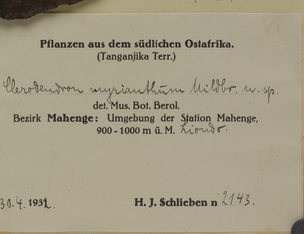 Pflanzen aus dem südlichen Ostafrika.
(Tanganjika Terr.)
Clerodendron myrianthum Mildbr. n. sp.
det. Mus. Bot. Berol.
Bezirk Mahenge: Umgebung der Station Mahenge,
900-1000 m ü. M.
30.4.1932 H. J. Schlieben n 2143.